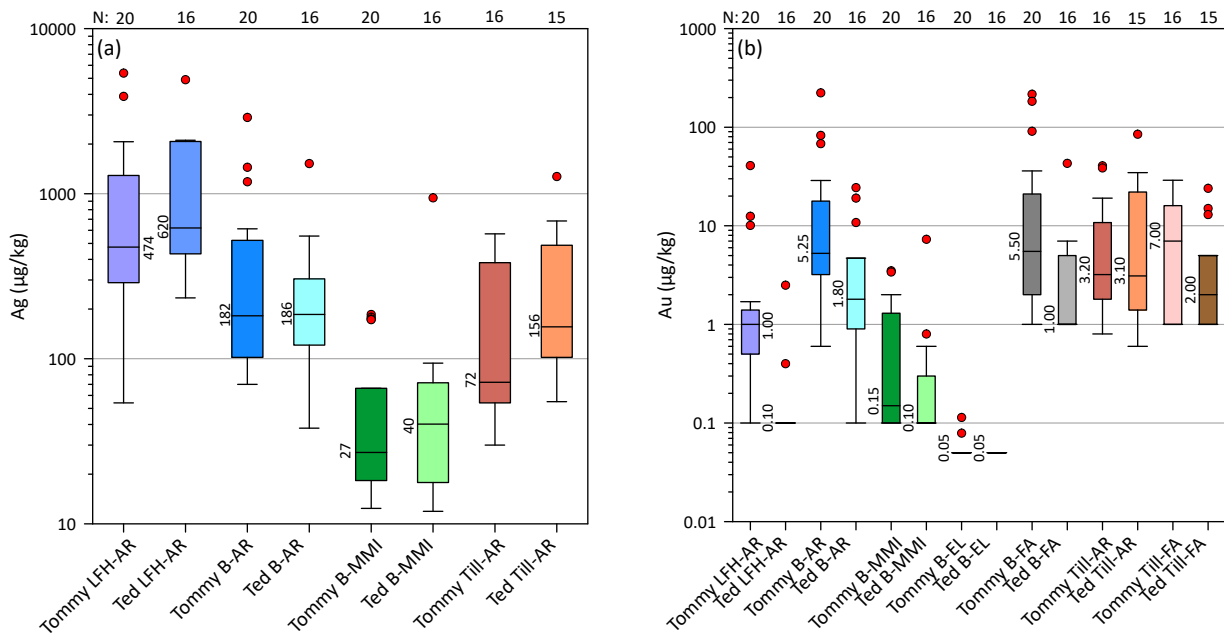 N: 20 16 20 16 20 16 16 15
(a)
10000
1000
100
10
Ag (µg/kg)
474
620
182
186
27
40
72
156
Tommy LFH-AR
Ted LFH-AR
Tommy B-AR
Ted B-AR
Tommy B-MMI
Ted B-MMI
Tommy Till-AR
Ted Till-AR
N: 20 16 20 16 20 16 20 16 20 16 16 15 16 15
(b)
1000
100
10
1
0.1
0.01
Au (µg/kg)
1.00
0.10
5.25
1.80
0.15
0.10
0.05
0.05
5.50
1.00
3.20
3.10
7.00
2.00
Tommy LFH-AR
Ted LFH-AR
Tommy B-AR
Ted B-AR
Tommy B-MMI
Ted B-MMI
Tommy B-EL
Ted B-EL
Tommy B-FA
Ted B-FA
Tommy Till-AR
Ted Till-AR
Tommy Till-FA
Ted Till-FA